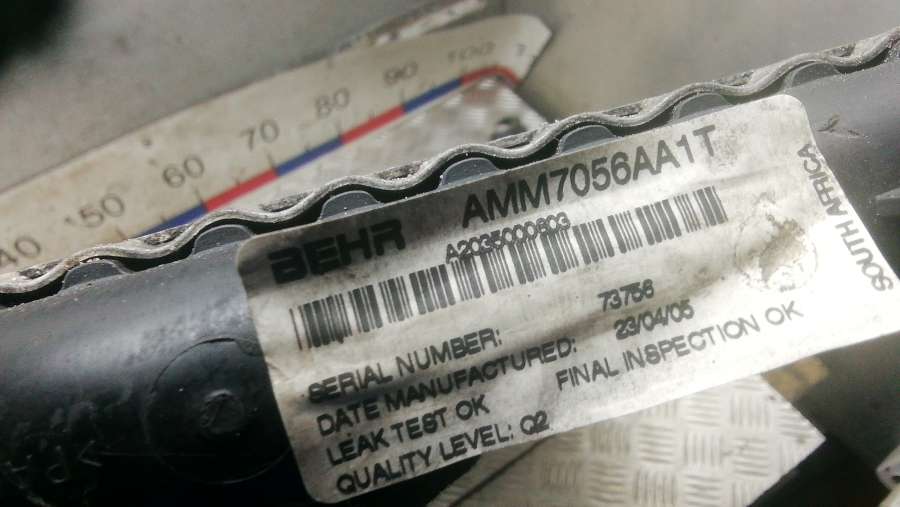 40 50 60 70 80 90 100
BEHR AMM7056AA1T
A2035000603
SERIAL NUMBER: 73756
DATE MANUFACTURED: 23/04/05
LEAK TEST OK FINAL INSPECTION OK
QUALITY LEVEL: Q2
SOUTH AFRICA